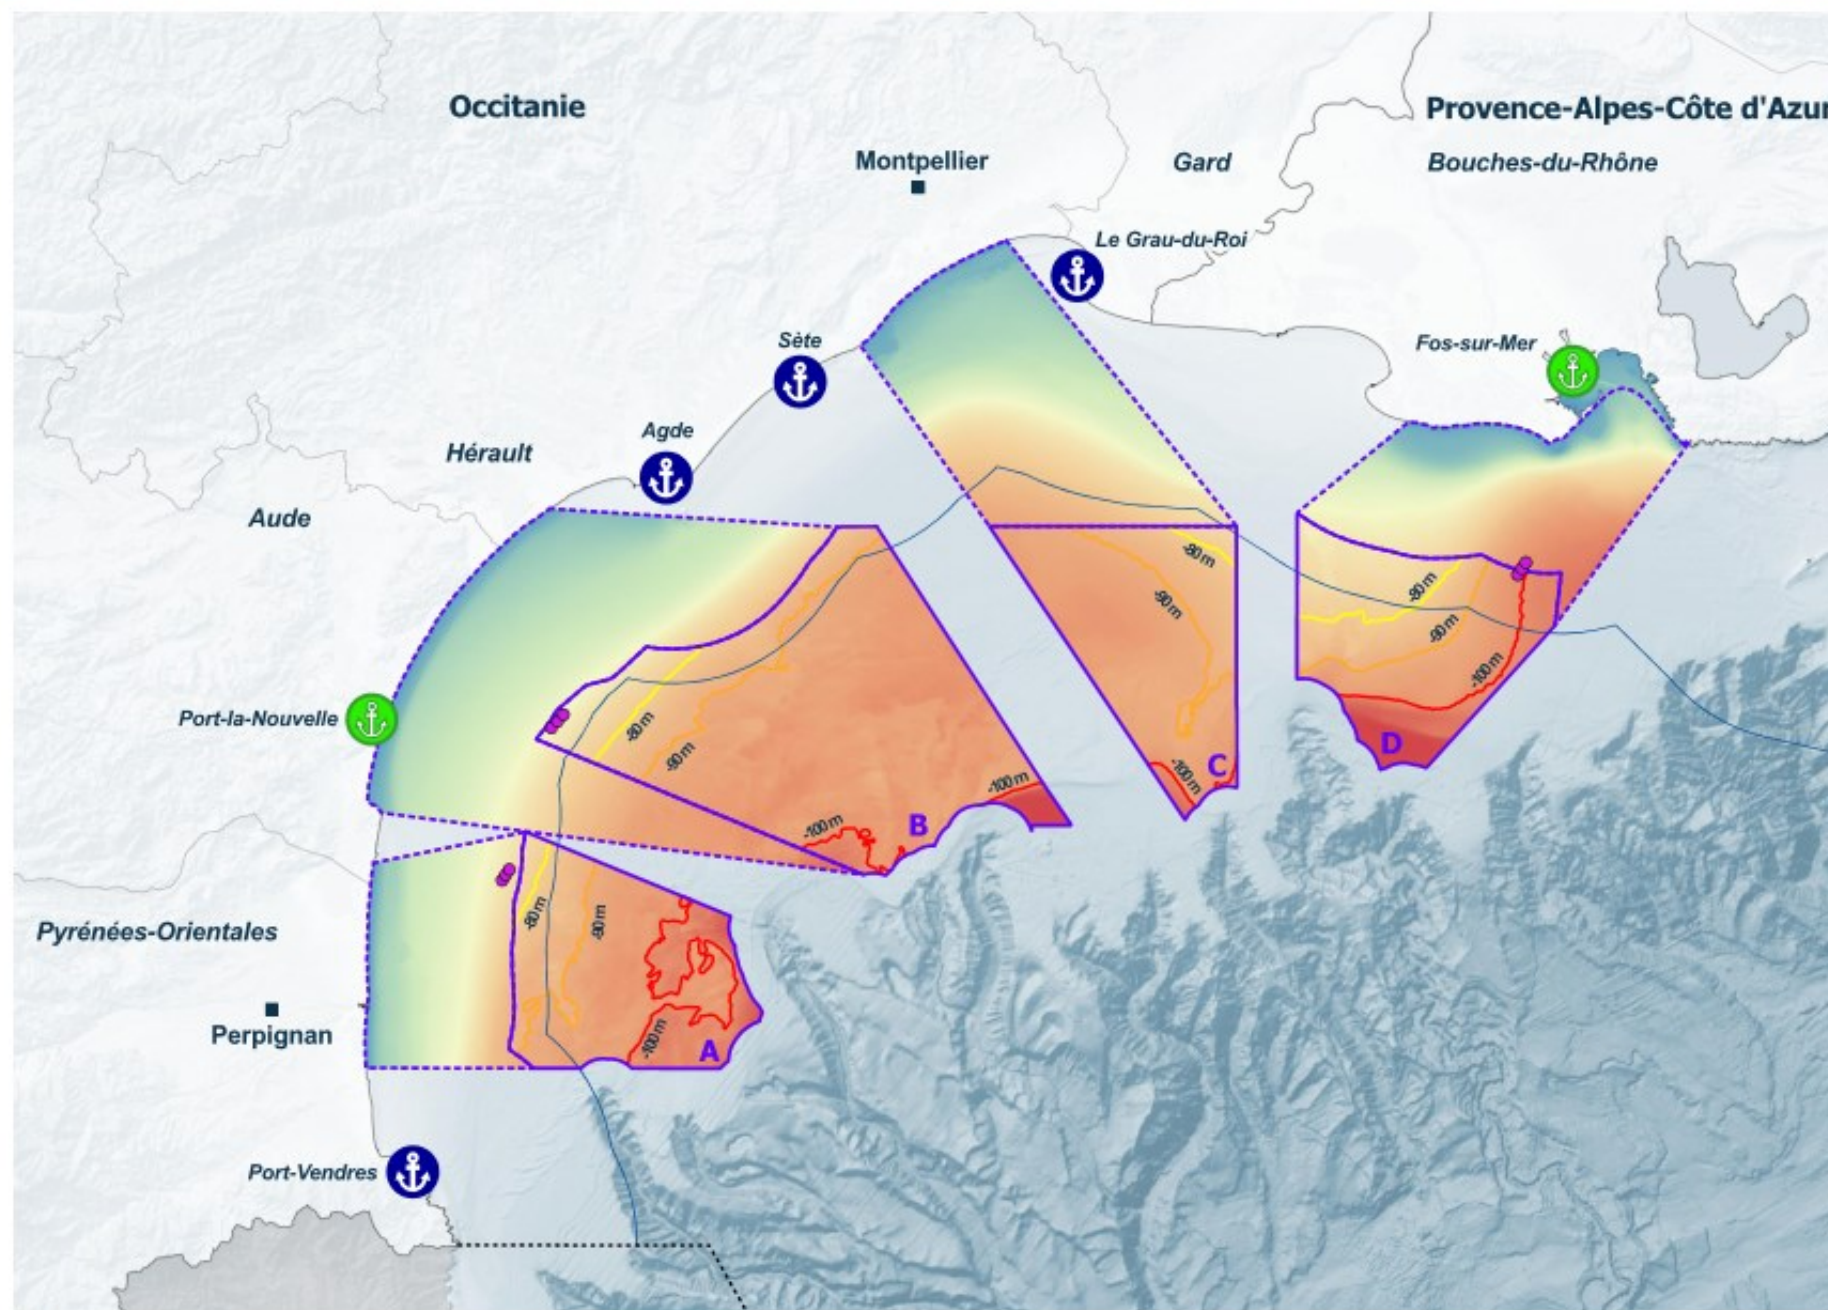 Occitanie
Provence-Alpes-Côte d'Azur
Montpellier
Gard
Bouches-du-Rhône
Le Grau-du-Roi
Sète
Fos-sur-Mer
Agde
Hérault
Aude
-80 m
-80 m
-90 m
-90 m
-100 m
Port-la-Nouvelle
-80 m
-90 m
D
C
-100 m
-100 m
-100 m
B
Pyrénées-Orientales
-80 m
-90 m
Perpignan
-100 m
A
Port-Vendres